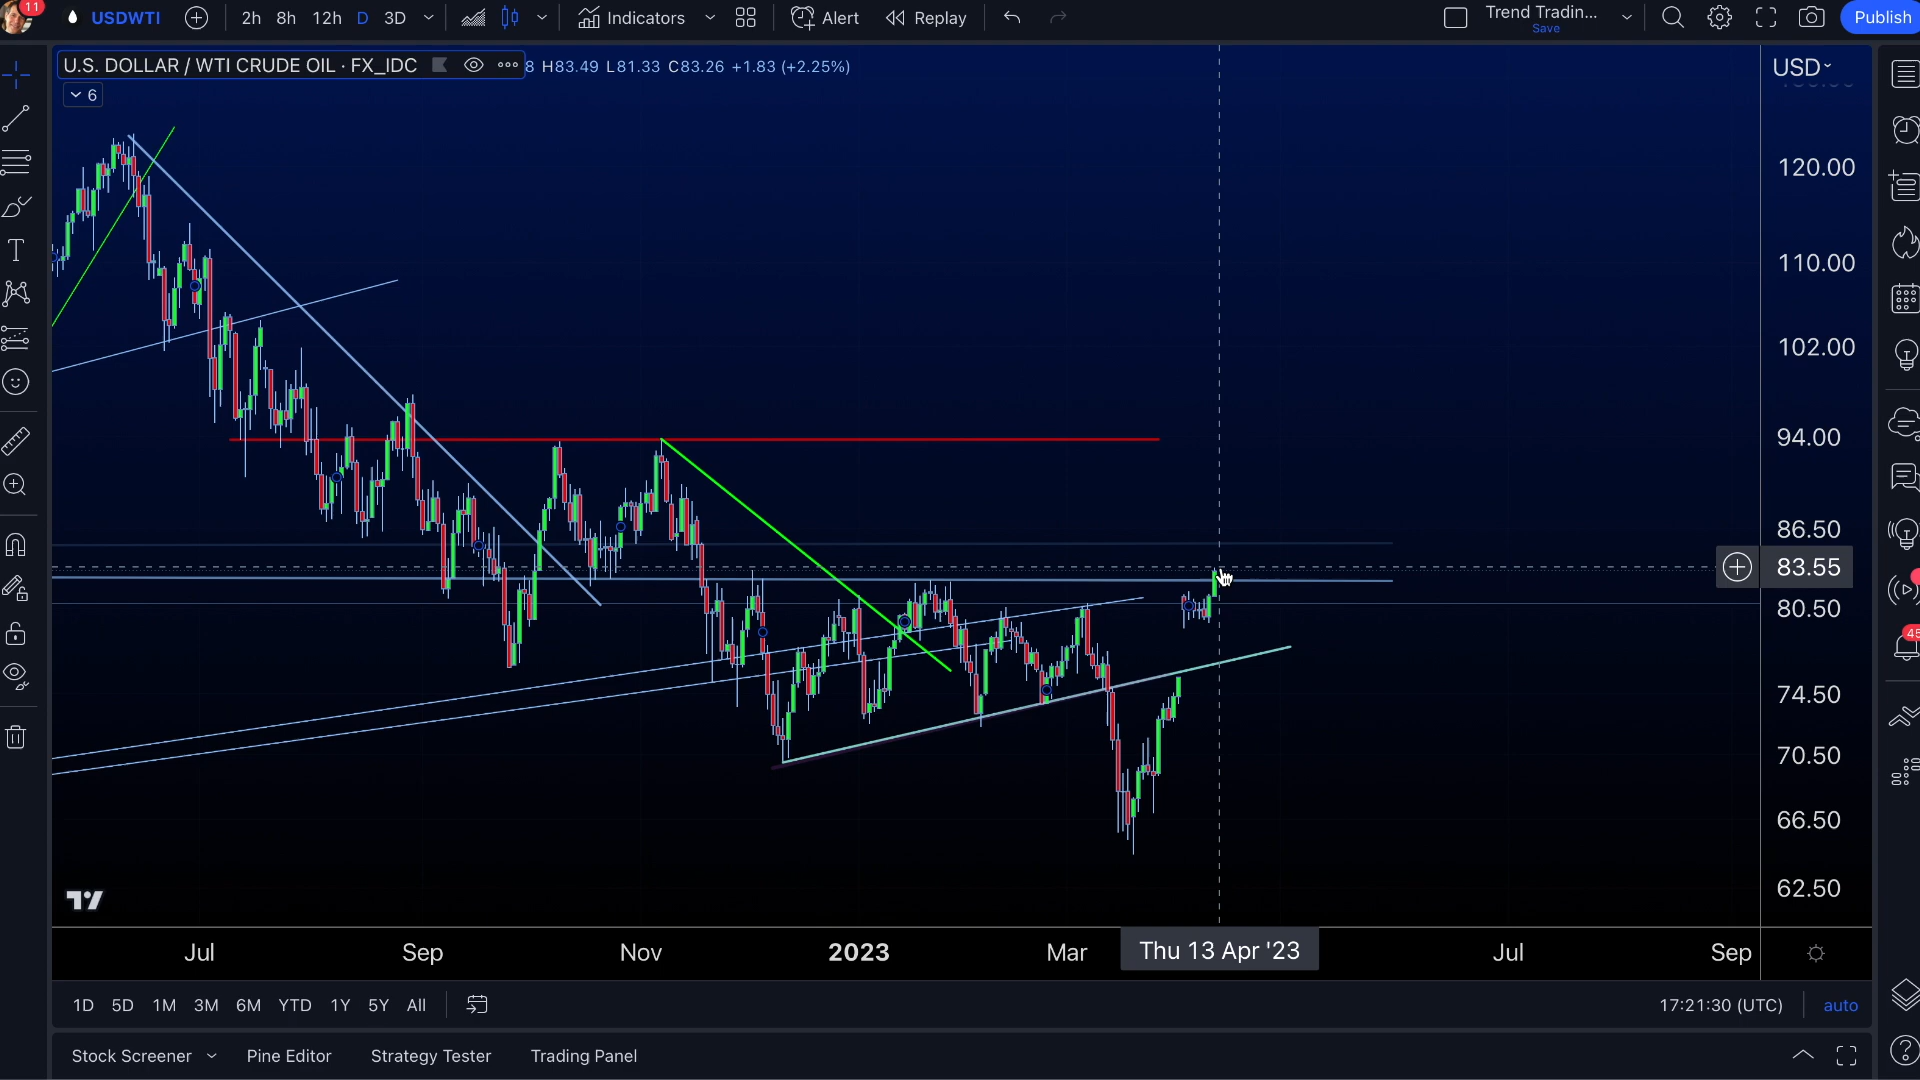 11
USDWTI
2h 8h 12h D 3D
Indicators
Alert
Replay
Trend Tradin...
Save
Publish
U.S. DOLLAR / WTI CRUDE OIL · FX_IDC
8 H83.49 L81.33 C83.26 +1.83 (+2.25%)
6
USD
120.00
110.00
102.00
94.00
86.50
83.55
80.50
74.50
70.50
66.50
62.50
45
Jul Sep Nov 2023 Mar Thu 13 Apr '23 Jul Sep
1D 5D 1M 3M 6M YTD 1Y 5Y All
17:21:30 (UTC) auto
Stock Screener Pine Editor Strategy Tester Trading Panel